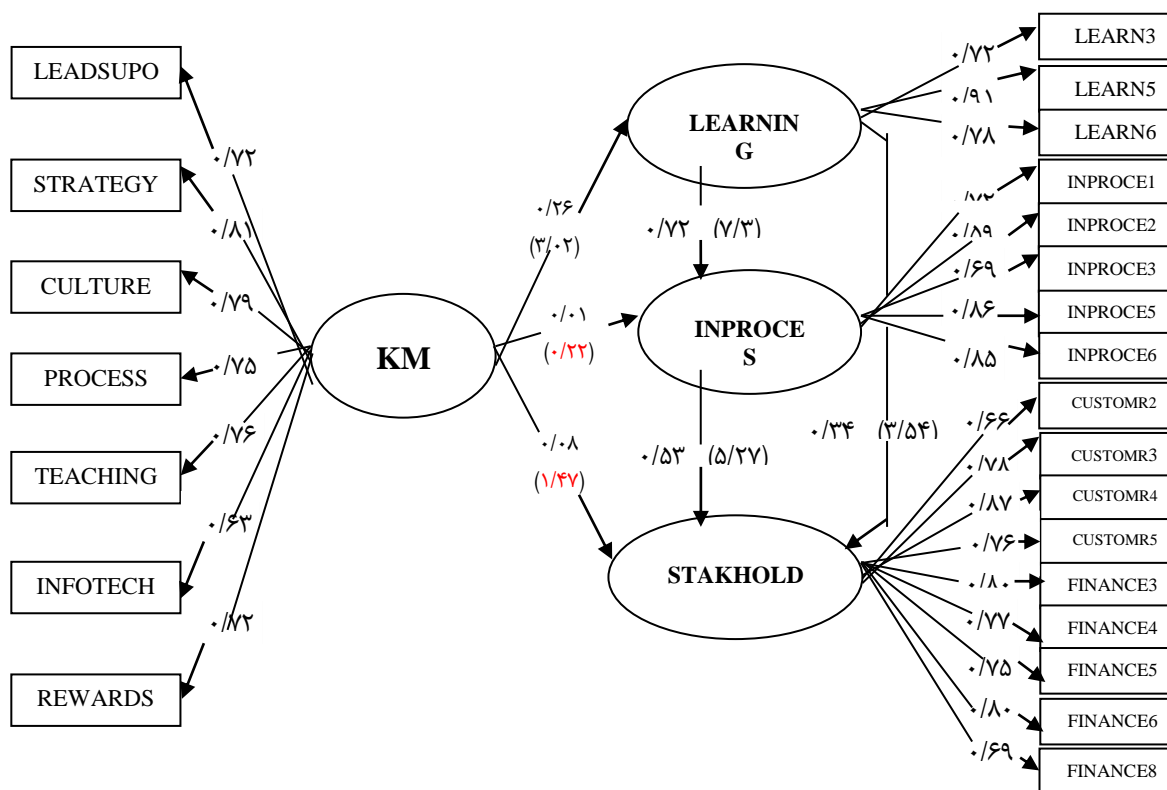 LEADSUPO
STRATEGY
CULTURE
PROCESS
TEACHING
INFOTECH
REWARDS
۰/۷۲
۰/۸۱
۰/۷۹
۰/۷۵
۰/۷۶
۰/۶۳
۰/۷۲
KM
۰/۲۶
(۳/۰۲)
۰/۰۱
(۰/۲۲)
۰/۰۸
(۱/۴۷)
LEARNIN
G
۰/۷۲ (۷/۳)
INPROCE
S
۰/۵۳ (۵/۲۷)
۰/۳۴ (۳/۵۴)
STAKHOLD
۰/۷۲
۰/۹۱
۰/۷۸
۰/۷۲
۰/۸۹
۰/۶۹
۰/۸۶
۰/۸۵
۰/۶۶
۰/۷۸
۰/۸۷
۰/۷۶
۰/۸۰
۰/۷۷
۰/۷۵
۰/۸۰
۰/۶۹
LEARN3
LEARN5
LEARN6
INPROCE1
INPROCE2
INPROCE3
INPROCE5
INPROCE6
CUSTOMR2
CUSTOMR3
CUSTOMR4
CUSTOMR5
FINANCE3
FINANCE4
FINANCE5
FINANCE6
FINANCE8